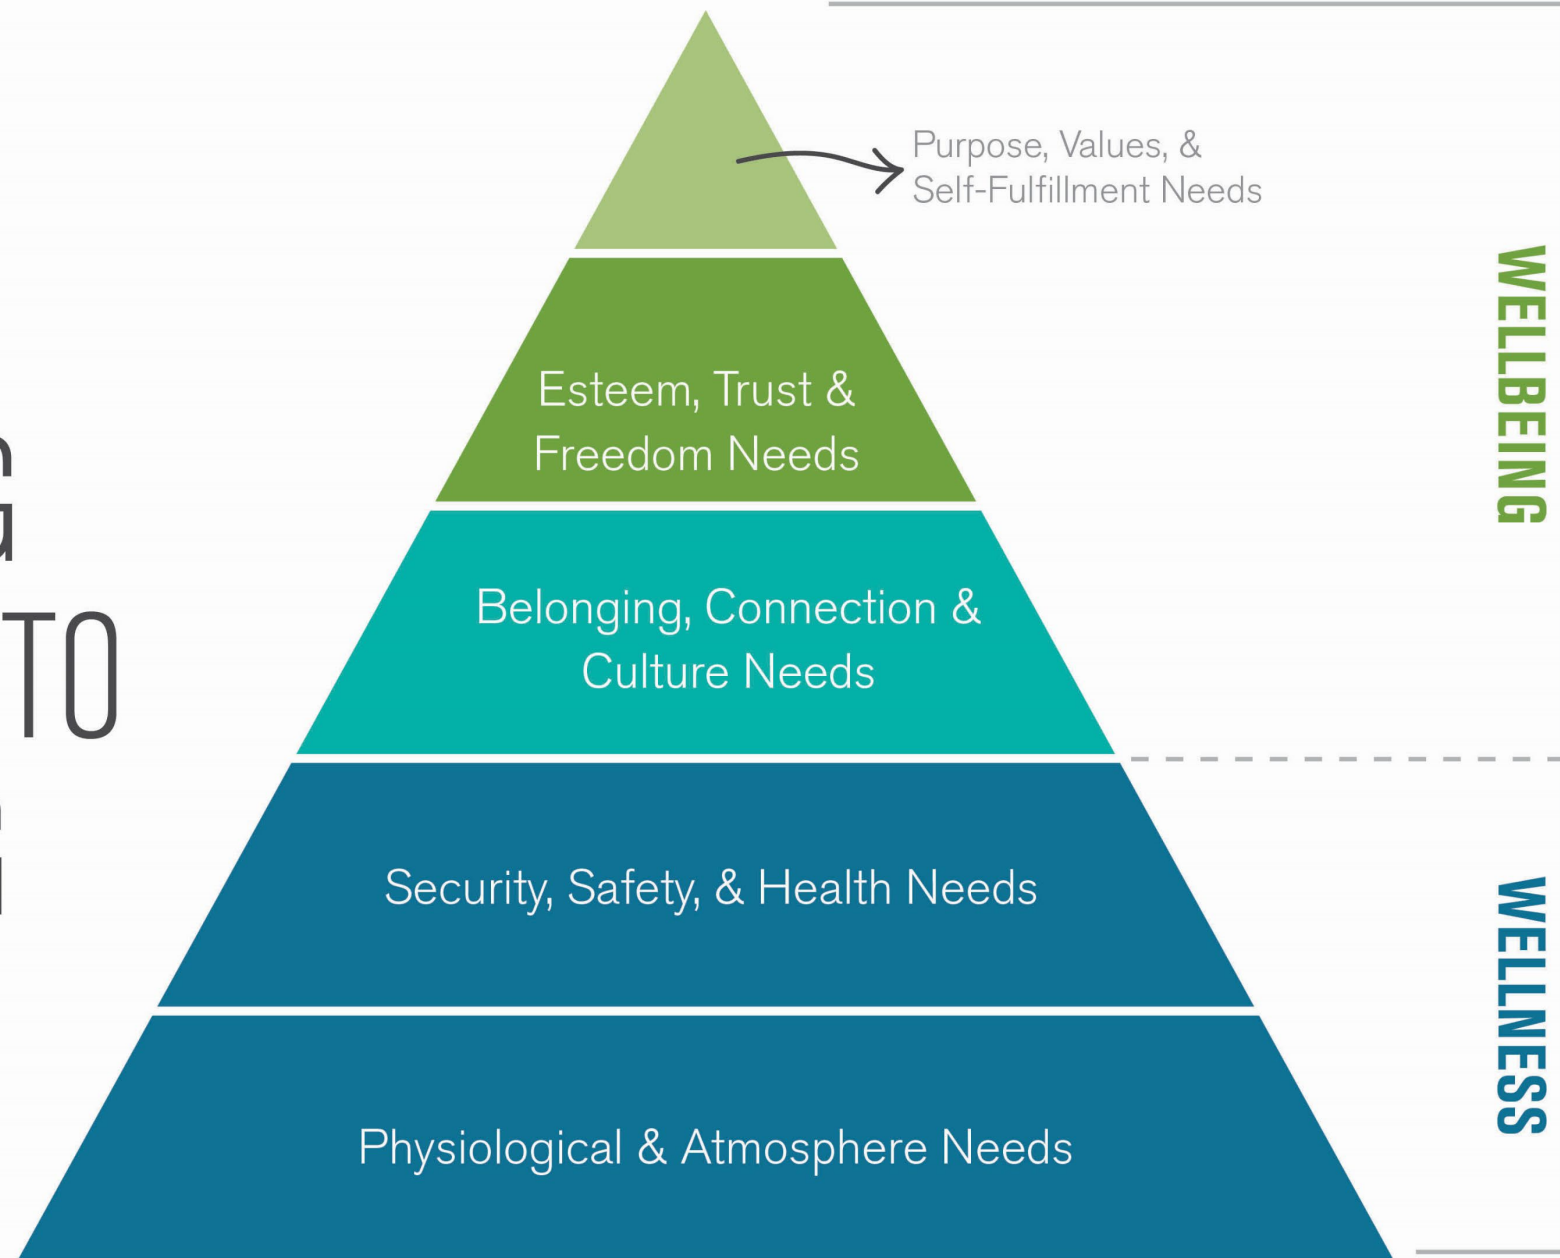 Purpose, Values, &
Self-Fulfillment Needs
WELLBEING
Esteem, Trust &
Freedom Needs
Belonging, Connection &
Culture Needs
TO
Security, Safety, & Health Needs
WELLNESS
Physiological & Atmosphere Needs